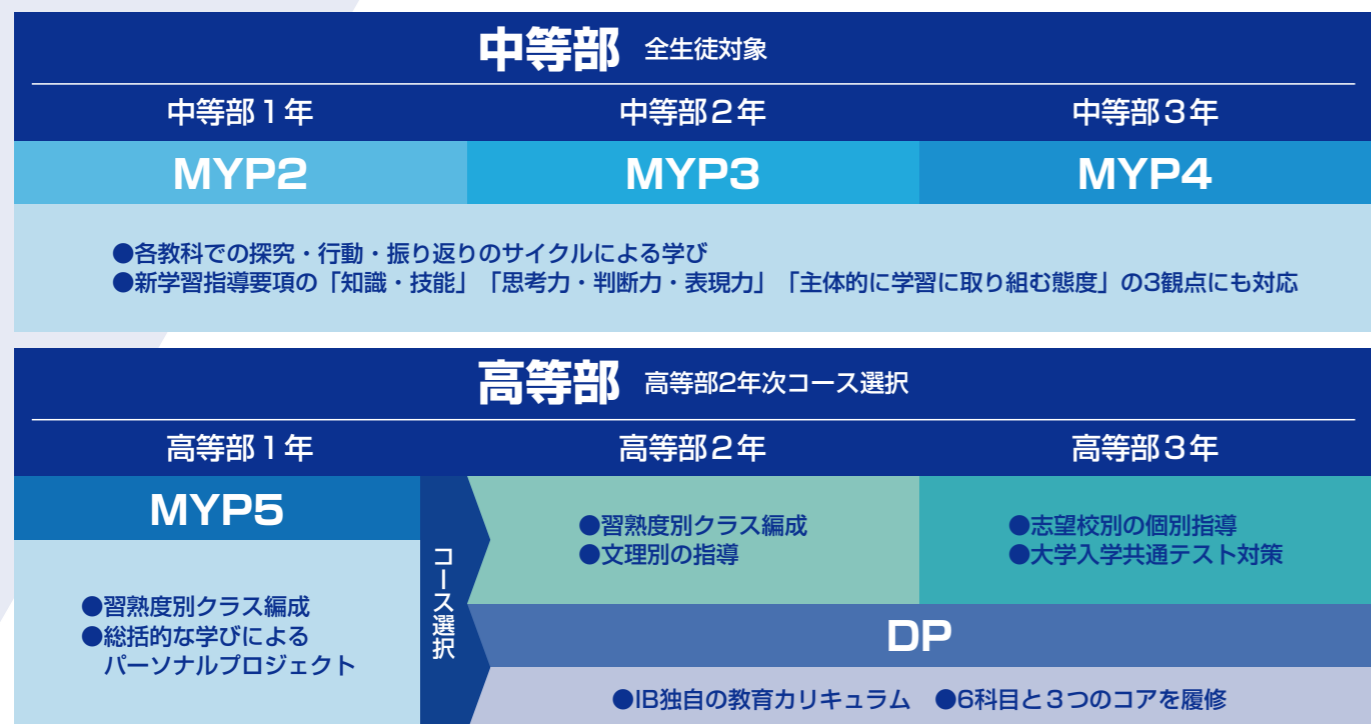 中等部 全生徒対象
中等部1年 中等部2年 中等部3年
MYP2 MYP3 MYP4
●各教科での探究・行動・振り返りのサイクルによる学び
●新学習指導要項の「知識・技能」「思考力・判断力・表現力」「主体的に学習に取り組む態度」の3観点にも対応
高等部 高等部2年次コース選択
高等部1年 高等部2年 高等部3年
MYP5
●習熟度別クラス編成
●総括的な学びによる
パーソナルプロジェクト
コース選択
●習熟度別クラス編成
●文理別の指導
●志望校別の個別指導
●大学入学共通テスト対策
DP
●IB独自の教育カリキュラム ●6科目と3つのコアを履修